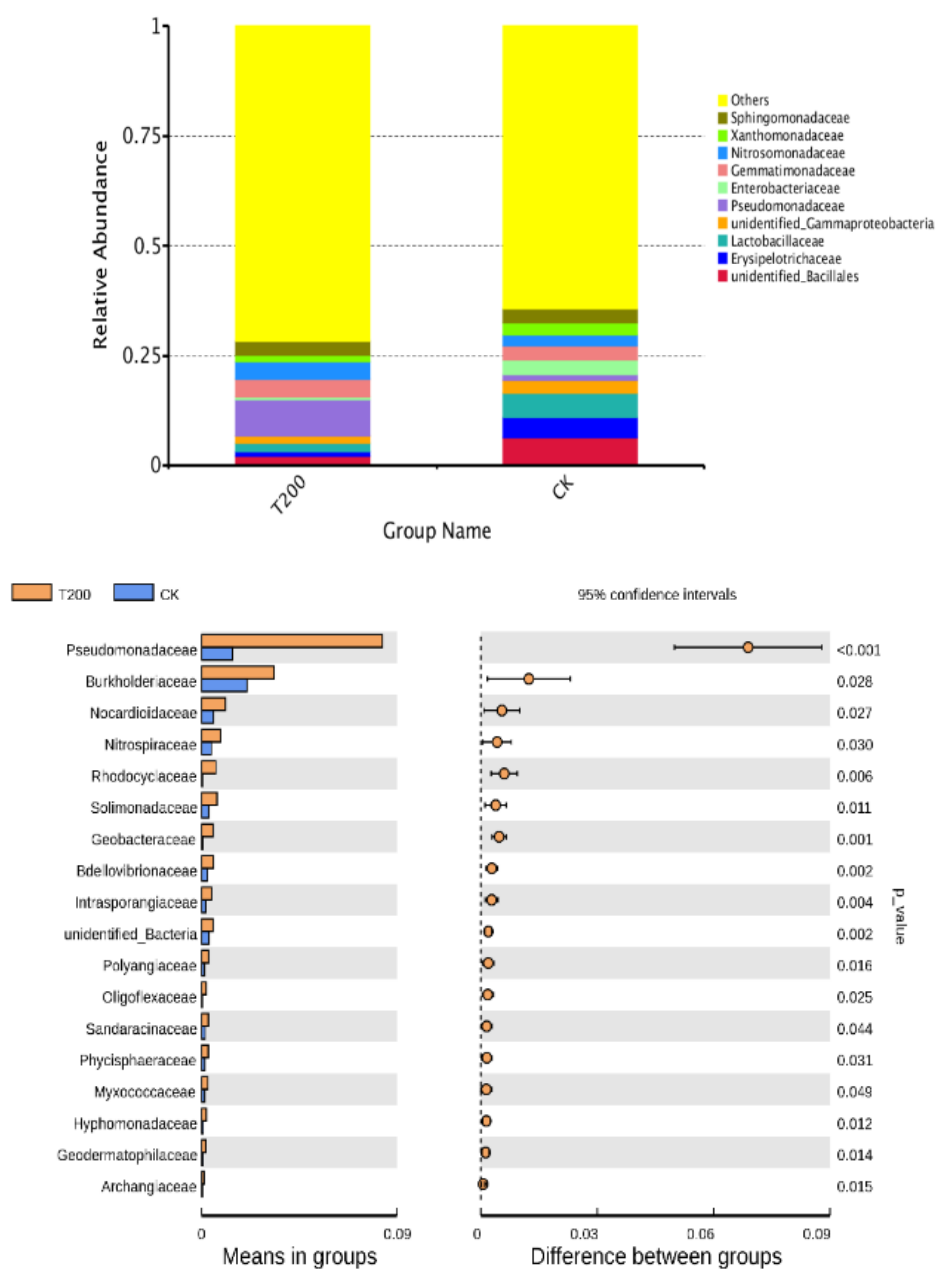 1
0.75
0.5
0.25
0
Relative Abundance
T200
CK
Group Name
Others
Sphingomonadaceae
Xanthomonadaceae
Nitrosomonadaceae
Gemmatimonadaceae
Enterobacteriaceae
Pseudomonadaceae
unidentified_Gammaproteobacteria
Lactobacillaceae
Erysipelotrichaceae
unidentified_Bacillales
T200 CK 95% confidence intervals
Pseudomonadaceae <0.001
Burkholderiaceae 0.028
Nocardioidaceae 0.027
Nitrospiraceae 0.030
Rhodocyclaceae 0.006
Solimonadaceae 0.011
Geobacteraceae 0.001
Bdellovibrionaceae 0.002
Intrasporangiaceae 0.004
unidentified_Bacteria 0.002
Polyangiaceae 0.016
Oligoflexaceae 0.025
Sandaracinaceae 0.044
Phycisphaeraceae 0.031
Myxococcaceae 0.049
Hyphomonadaceae 0.012
Geodermatophilaceae 0.014
Archangiaceae 0.015
p_value
0 0.09 0 0.03 0.06 0.09
Means in groups Difference between groups